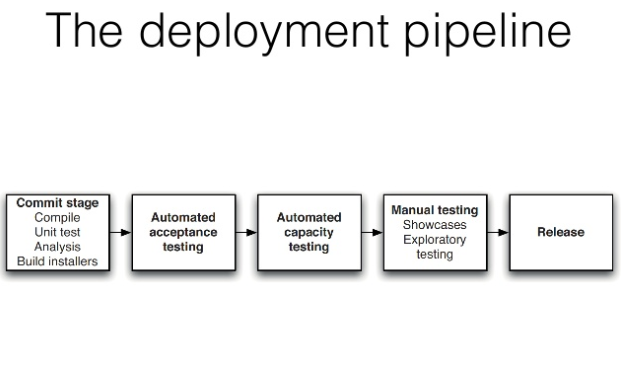 The deployment pipeline
Commit stage
Compile
Unit test
Analysis
Build installers
Automated
acceptance
testing
Automated
capacity
testing
Manual testing
Showcases
Exploratory
testing
Release